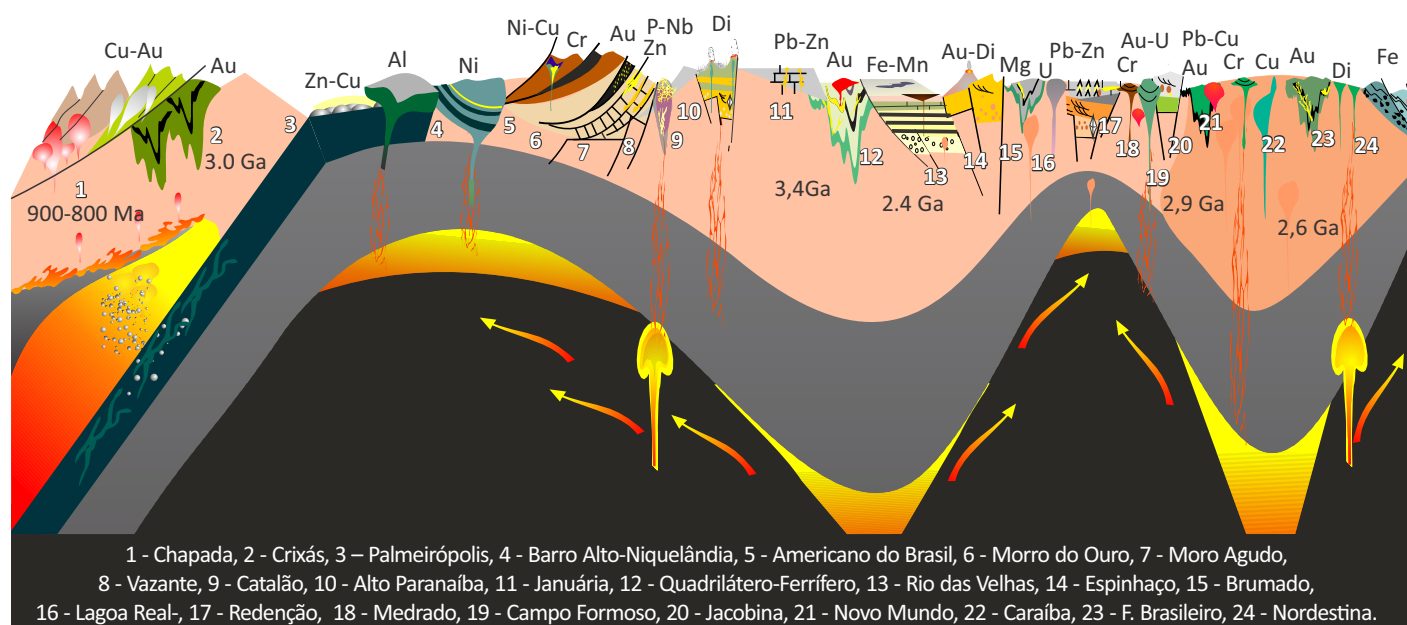 Cu-Au
Au
Zn-Cu
Al
Ni
Ni-Cu
Cr
Au
Zn
P-Nb
Di
Pb-Zn
Au
Fe-Mn
Au-Di
Mg
U
Pb-Zn
Au-U
Cr
Pb-Cu
Au
Cr
Cu
Au
Di
Fe
1
2
3
4
5
6
7
8
9
10
11
12
13
14
15
16
17
18
19
20
21
22
23
24
900-800 Ma
3.0 Ga
3,4Ga
2.4 Ga
2,9 Ga
2,6 Ga
1 - Chapada, 2 - Crixás, 3 – Palmeirópolis, 4 - Barro Alto-Niquelândia, 5 - Americano do Brasil, 6 - Morro do Ouro, 7 - Moro Agudo,
8 - Vazante, 9 - Catalão, 10 - Alto Paranaíba, 11 - Januária, 12 - Quadrilátero-Ferrífero, 13 - Rio das Velhas, 14 - Espinhaço, 15 - Brumado,
16 - Lagoa Real-, 17 - Redenção, 18 - Medrado, 19 - Campo Formoso, 20 - Jacobina, 21 - Novo Mundo, 22 - Caraíba, 23 - F. Brasileiro, 24 - Nordestina.